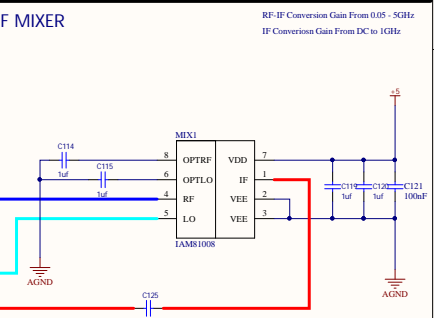 F MIXER
RF-IF Conversion Gain From 0.05 - 5GHz
IF Converiosn Gain From DC to 1GHz
+5
C114
1uf
C115
1uf
MIX1
8 OPTRF VDD 7
6 OPTLO IF 1
4 RF VEE 2
5 LO VEE 3
IAM81008
C119
1uf
C120
1uf
C121
100nF
AGND
AGND
C125